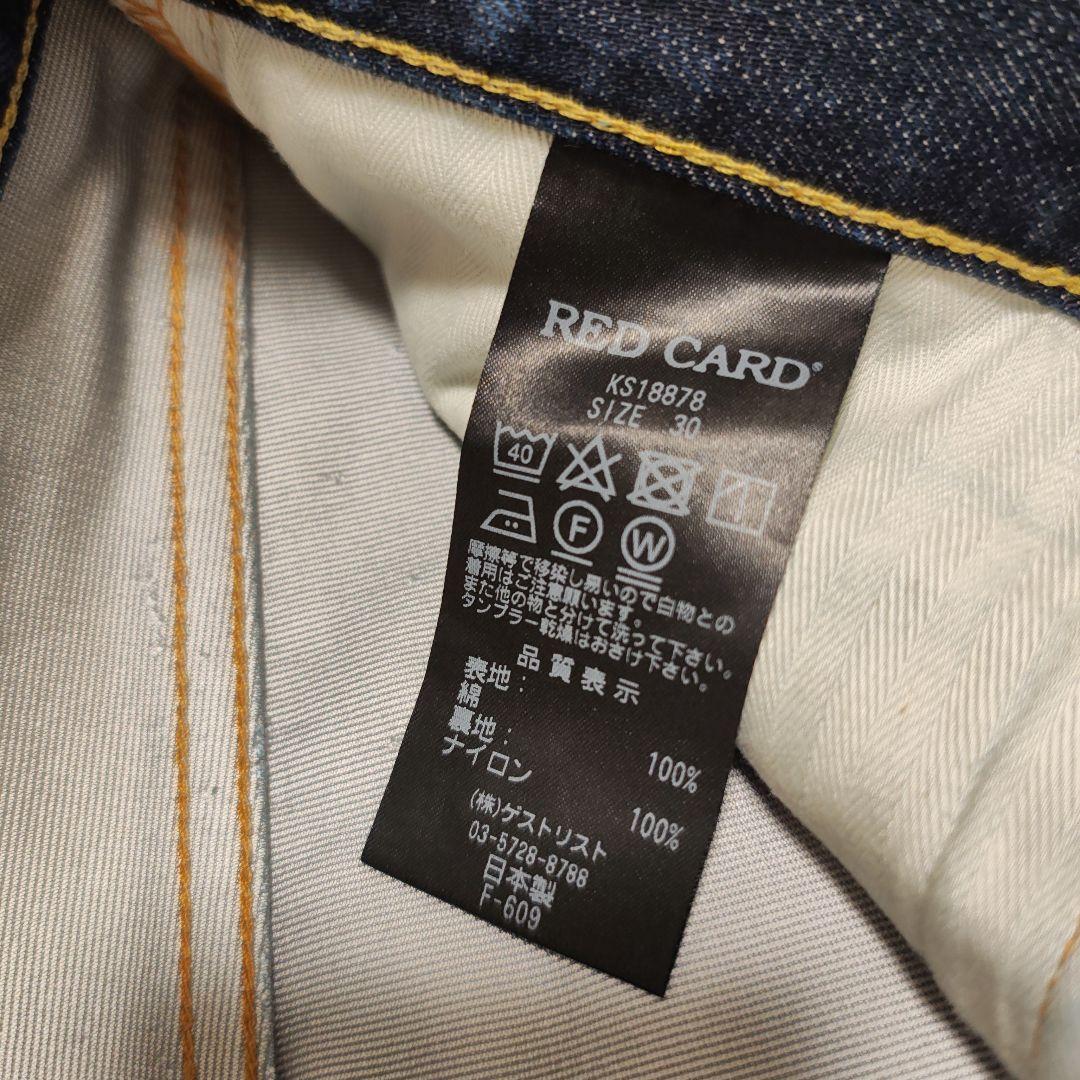 RED CARD®
KS18878
SIZE 30
40
F W
摩擦等で移染し易いので白物との
着用はご注意願います。
また他の物と分けて洗って下さい。
タンブラー乾燥はおさけ下さい。
品質表示
表地:
綿 100%
裏地:
ナイロン 100%
(株)ゲストリスト
03-5728-8788
日本製
F-609